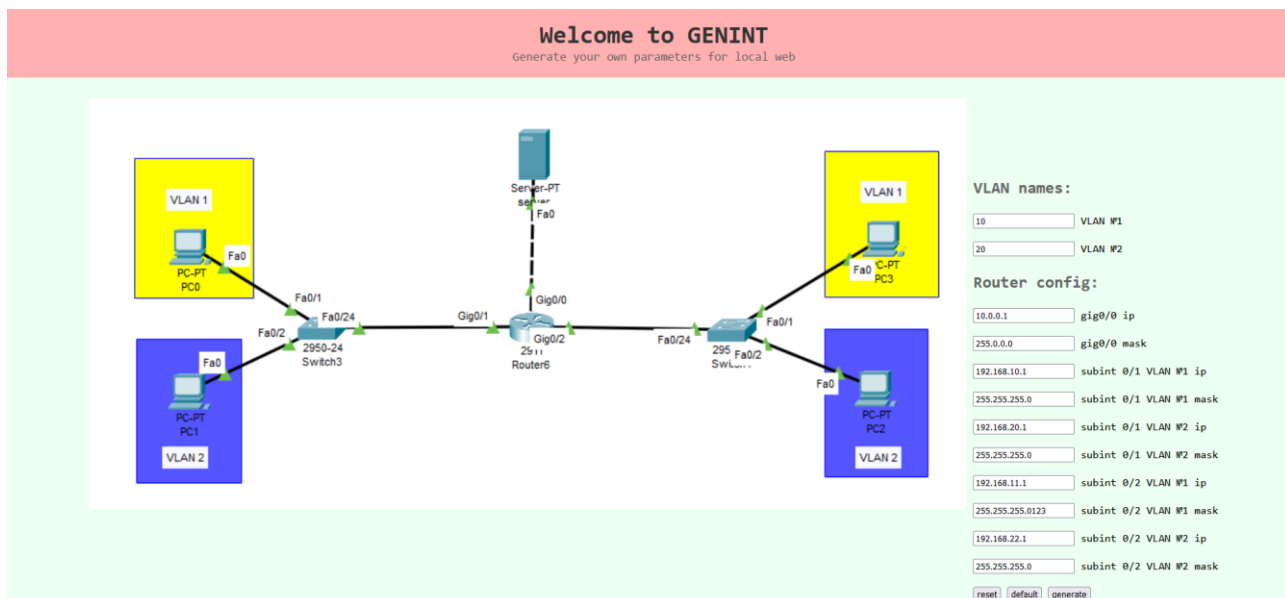 Welcome to GENINT
Generate your own parameters for local web
VLAN 1
Fa0
PC-PT
PC0
Fa0/1
Fa0/2
Fa0/24
2950-24
Switch3
Fa0
PC-PT
PC1
VLAN 2
Server-PT
server
Fa0
Gig0/0
Gig0/1
Gig0/2
Router6
Fa0/24
Fa0/1
Fa0/2
VLAN 1
Fa0
PC3
Fa0
PC-PT
PC2
VLAN 2
VLAN names:
10 VLAN №1
20 VLAN №2
Router config:
10.0.0.1 gig0/0 ip
255.0.0.0 gig0/0 mask
192.168.10.1 subint 0/1 VLAN №1 ip
255.255.255.0 subint 0/1 VLAN №1 mask
192.168.20.1 subint 0/1 VLAN №2 ip
255.255.255.0 subint 0/1 VLAN №2 mask
192.168.11.1 subint 0/2 VLAN №1 ip
255.255.255.0123 subint 0/2 VLAN №1 mask
192.168.22.1 subint 0/2 VLAN №2 ip
255.255.255.0 subint 0/2 VLAN №2 mask
reset default generate